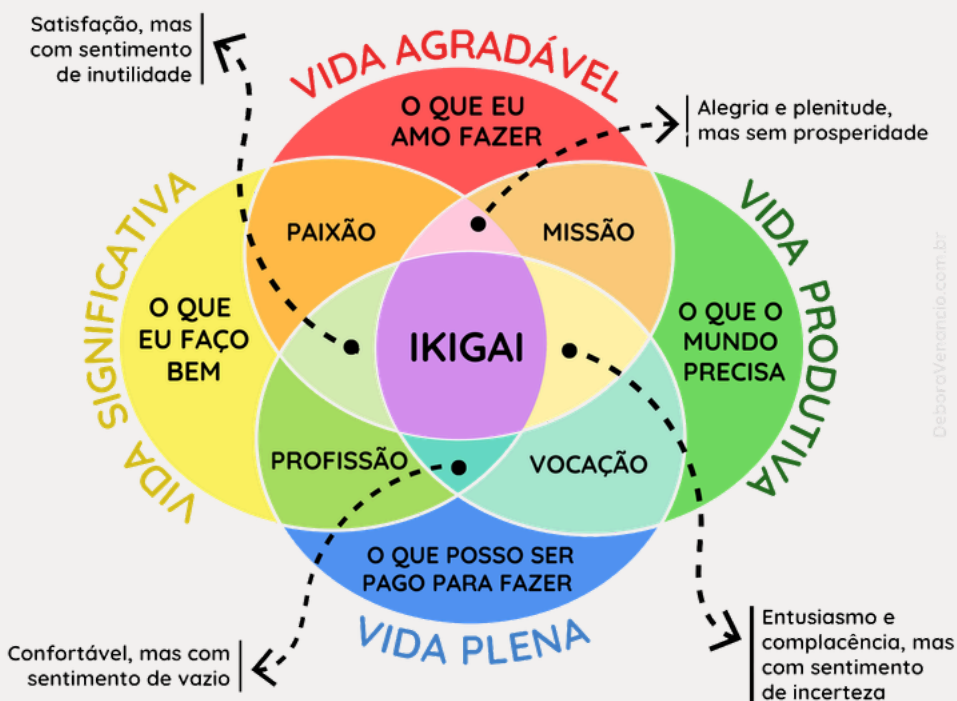 Satisfação, mas
com sentimento
de inutilidade
VIDA AGRADÁVEL
O QUE EU
AMO FAZER
Alegria e plenitude,
mas sem prosperidade
PAIXÃO
MISSÃO
VIDA SIGNIFICATIVA
O QUE
EU FAÇO
BEM
IKIGAI
O QUE O
MUNDO
PRECISA
VIDA PRODUTIVA
DeboraVenancio.com.br
PROFISSÃO
VOCAÇÃO
O QUE POSSO SER
PAGO PARA FAZER
VIDA PLENA
Confortável, mas com
sentimento de vazio
Entusiasmo e
complacência, mas
com sentimento
de incerteza